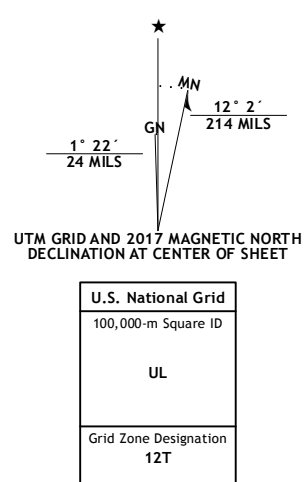 ★
MN
GN
12° 2´
214 MILS
1° 22´
24 MILS
UTM GRID AND 2017 MAGNETIC NORTH
DECLINATION AT CENTER OF SHEET
U.S. National Grid
100,000-m Square ID
UL
Grid Zone Designation
12T